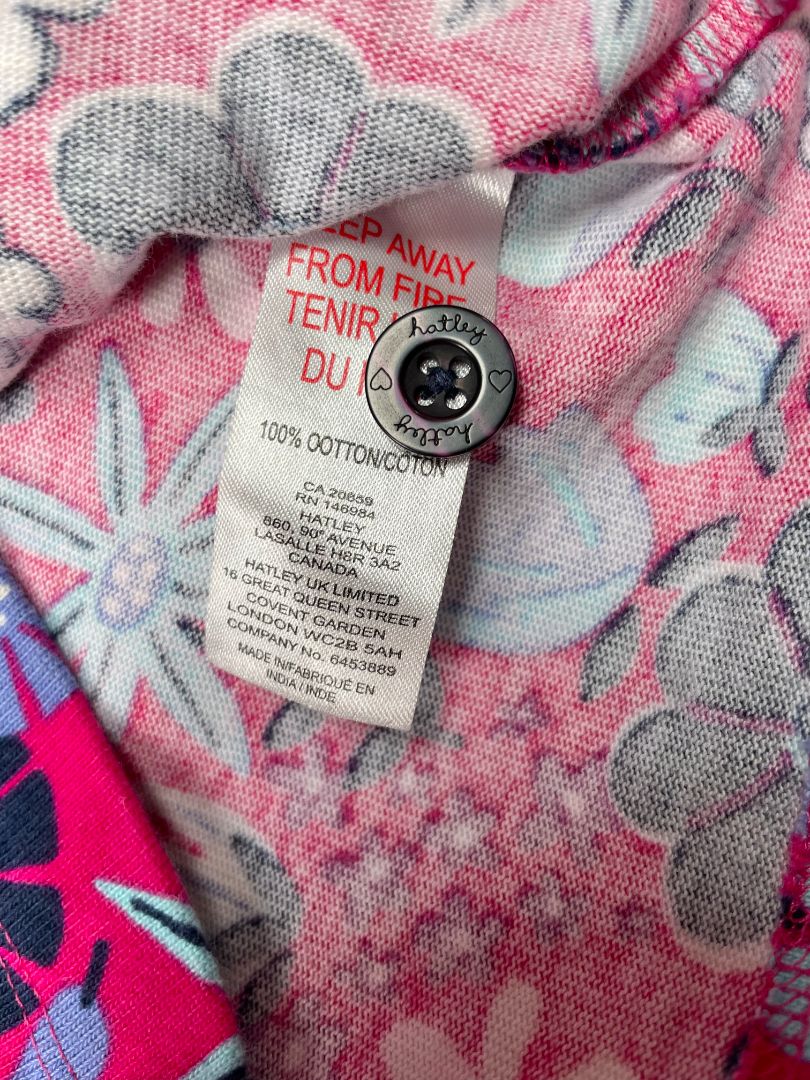 AWAY
FROM FIRE
TENIR
DU
hatley
hatley
100% COTTON/COTON
CA 20859
RN 146984
HATLEY
860, 90ᵉ AVENUE
LASALLE H8R 3A2
CANADA
HATLEY UK LIMITED
16 GREAT QUEEN STREET
COVENT GARDEN
LONDON WC2B 5AH
COMPANY No. 6453889
MADE IN/FABRIQUÉ EN
INDIA / INDE